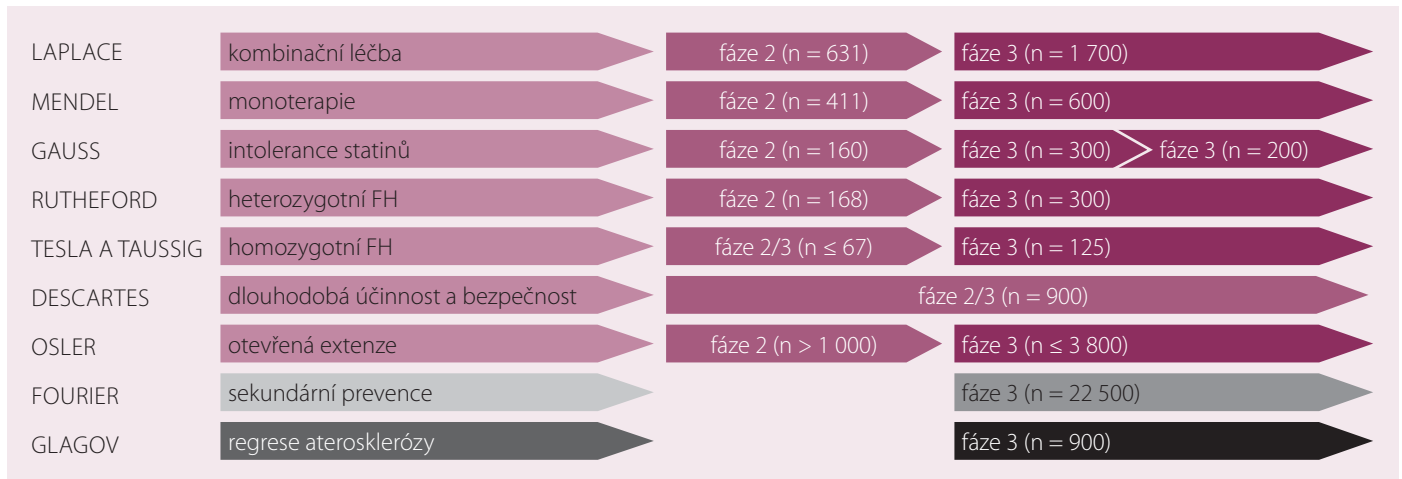 LAPLACE kombinační léčba fáze 2 (n = 631) fáze 3 (n = 1 700)
MENDEL monoterapie fáze 2 (n = 411) fáze 3 (n = 600)
GAUSS intolerance statinů fáze 2 (n = 160) fáze 3 (n = 300) fáze 3 (n = 200)
RUTHEFORD heterozygotní FH fáze 2 (n = 168) fáze 3 (n = 300)
TESLA A TAUSSIG homozygotní FH fáze 2/3 (n ≤ 67) fáze 3 (n = 125)
DESCARTES dlouhodobá účinnost a bezpečnost fáze 2/3 (n = 900)
OSLER otevřená extenze fáze 2 (n > 1 000) fáze 3 (n ≤ 3 800)
FOURIER sekundární prevence fáze 3 (n = 22 500)
GLAGOV regrese aterosklerózy fáze 3 (n = 900)